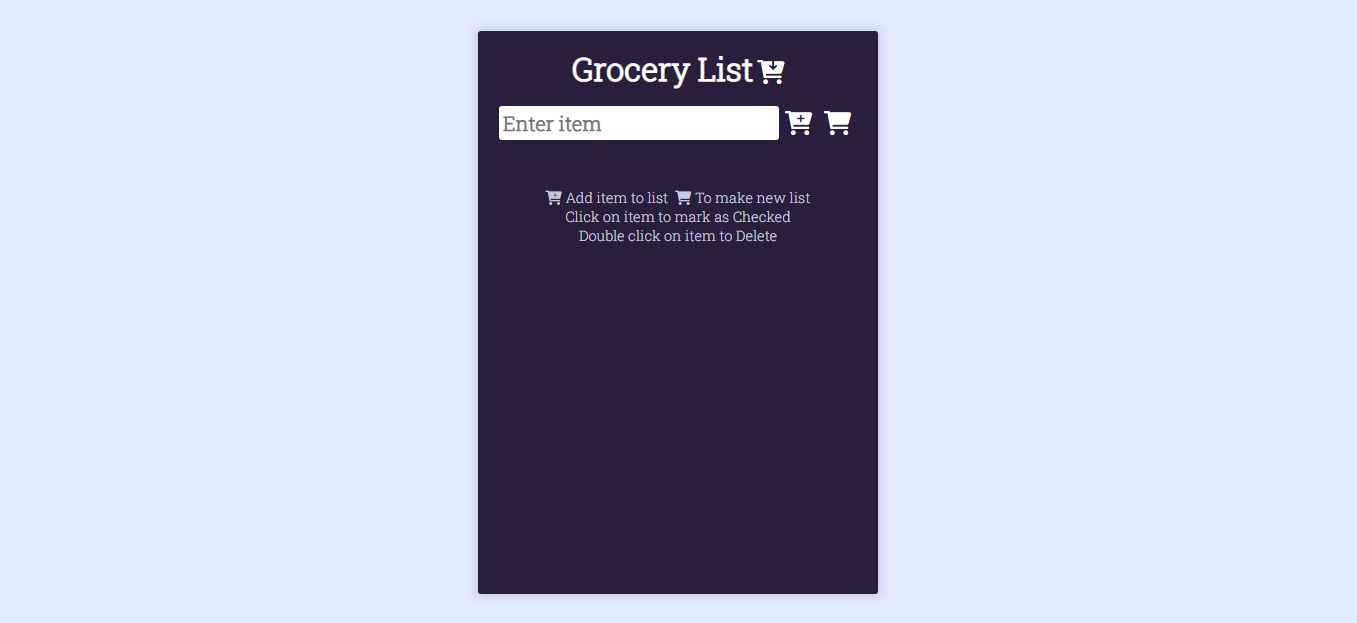 Grocery List
Enter item
Add item to list To make new list
Click on item to mark as Checked
Double click on item to Delete